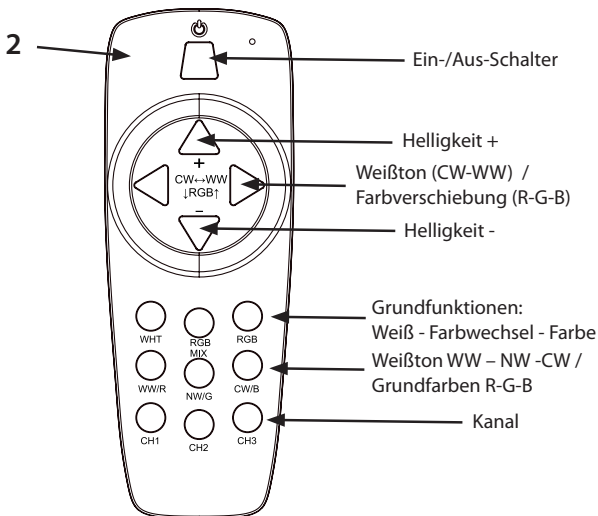 2
Ein-/Aus-Schalter
Helligkeit +
+
CW↔WW
↓RGB↑
Weißton (CW-WW) /
Farbverschiebung (R-G-B)
–
Helligkeit -
Grundfunktionen:
Weiß - Farbwechsel - Farbe
WHT
RGB
MIX
RGB
Weißton WW – NW -CW /
Grundfarben R-G-B
WW/R
NW/G
CW/B
Kanal
CH1
CH2
CH3